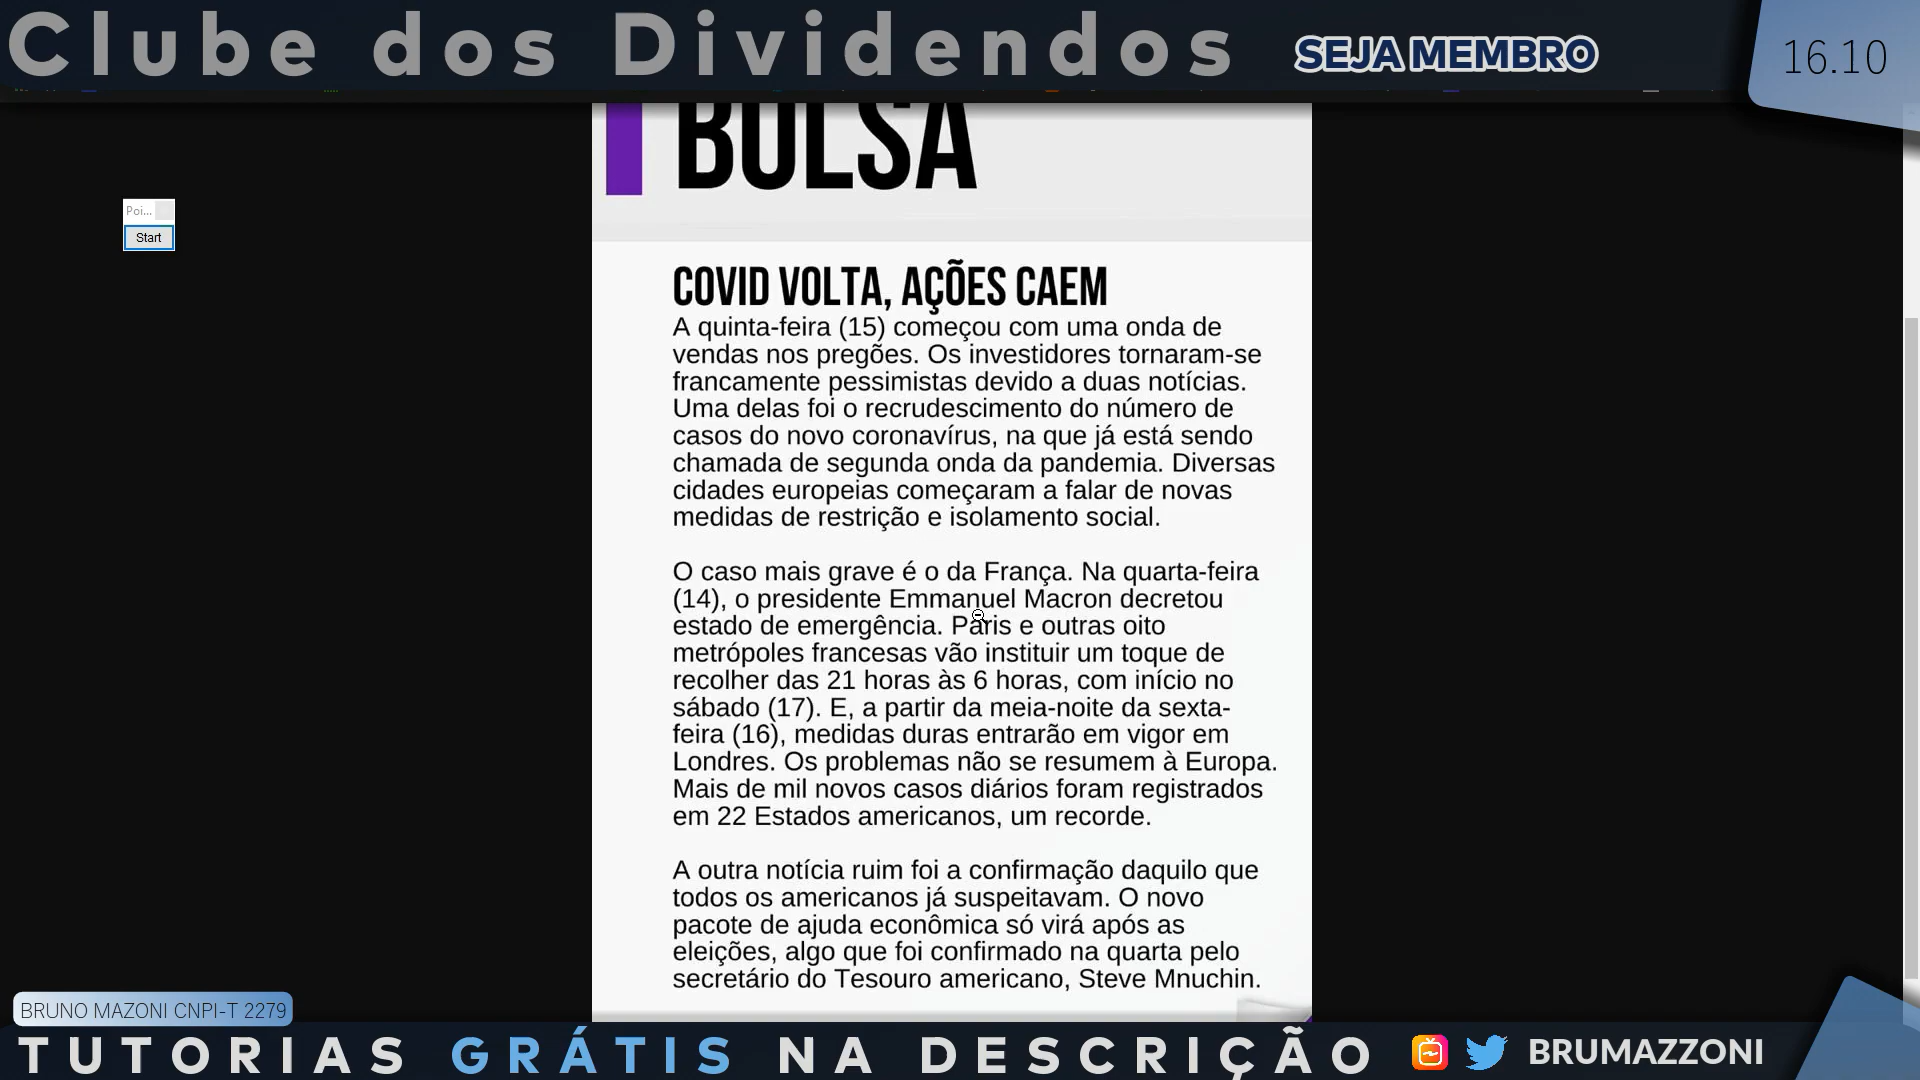 Clube dos Dividendos
SEJA MEMBRO
16.10
BOLSA
Poi...
Start
COVID VOLTA, AÇÕES CAEM
A quinta-feira (15) começou com uma onda de
vendas nos pregões. Os investidores tornaram-se
francamente pessimistas devido a duas notícias.
Uma delas foi o recrudescimento do número de
casos do novo coronavírus, na que já está sendo
chamada de segunda onda da pandemia. Diversas
cidades europeias começaram a falar de novas
medidas de restrição e isolamento social.
O caso mais grave é o da França. Na quarta-feira
(14), o presidente Emmanuel Macron decretou
estado de emergência. Paris e outras oito
metrópoles francesas vão instituir um toque de
recolher das 21 horas às 6 horas, com início no
sábado (17). E, a partir da meia-noite da sexta-
feira (16), medidas duras entrarão em vigor em
Londres. Os problemas não se resumem à Europa.
Mais de mil novos casos diários foram registrados
em 22 Estados americanos, um recorde.
A outra notícia ruim foi a confirmação daquilo que
todos os americanos já suspeitavam. O novo
pacote de ajuda econômica só virá após as
eleições, algo que foi confirmado na quarta pelo
secretário do Tesouro americano, Steve Mnuchin.
BRUNO MAZONI CNPI-T 2279
TUTORIAS GRÁTIS NA DESCRIÇÃO
BRUMAZZONI